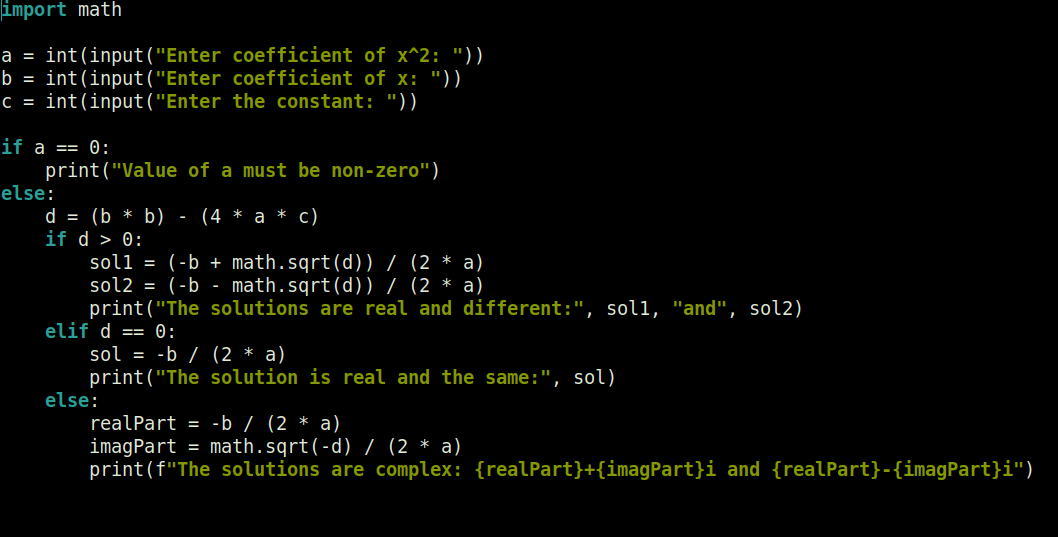 import math

a = int(input("Enter coefficient of x^2: "))
b = int(input("Enter coefficient of x: "))
c = int(input("Enter the constant: "))

if a == 0:
    print("Value of a must be non-zero")
else:
    d = (b * b) - (4 * a * c)
    if d > 0:
        sol1 = (-b + math.sqrt(d)) / (2 * a)
        sol2 = (-b - math.sqrt(d)) / (2 * a)
        print("The solutions are real and different:", sol1, "and", sol2)
    elif d == 0:
        sol = -b / (2 * a)
        print("The solution is real and the same:", sol)
    else:
        realPart = -b / (2 * a)
        imagPart = math.sqrt(-d) / (2 * a)
        print(f"The solutions are complex: {realPart}+{imagPart}i and {realPart}-{imagPart}i")